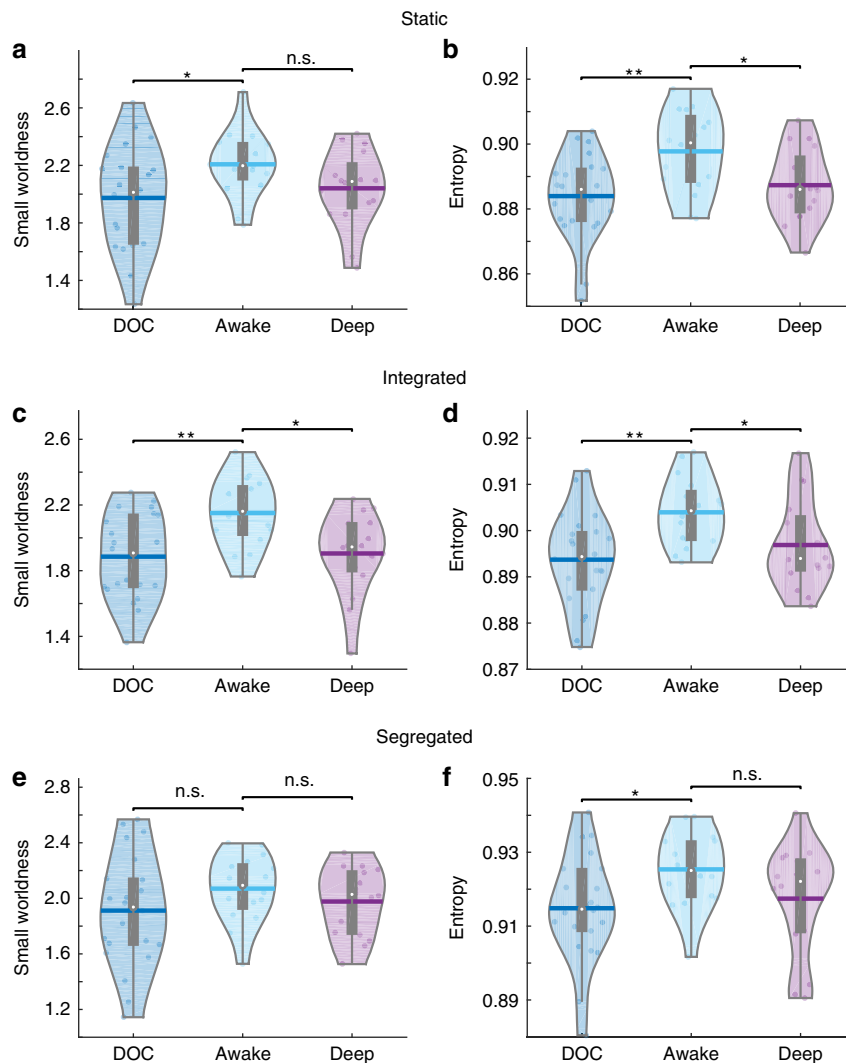 Static
a
Small worldness
2.6
2.2
1.8
1.4
*
n.s.
DOC
Awake
Deep
b
Entropy
0.92
0.90
0.88
0.86
**
*
DOC
Awake
Deep
Integrated
c
Small worldness
2.6
2.2
1.8
1.4
**
*
DOC
Awake
Deep
d
Entropy
0.92
0.91
0.90
0.89
0.88
0.87
**
*
DOC
Awake
Deep
Segregated
e
Small worldness
2.8
2.4
2.0
1.6
1.2
n.s.
n.s.
DOC
Awake
Deep
f
Entropy
0.95
0.93
0.91
0.89
*
n.s.
DOC
Awake
Deep